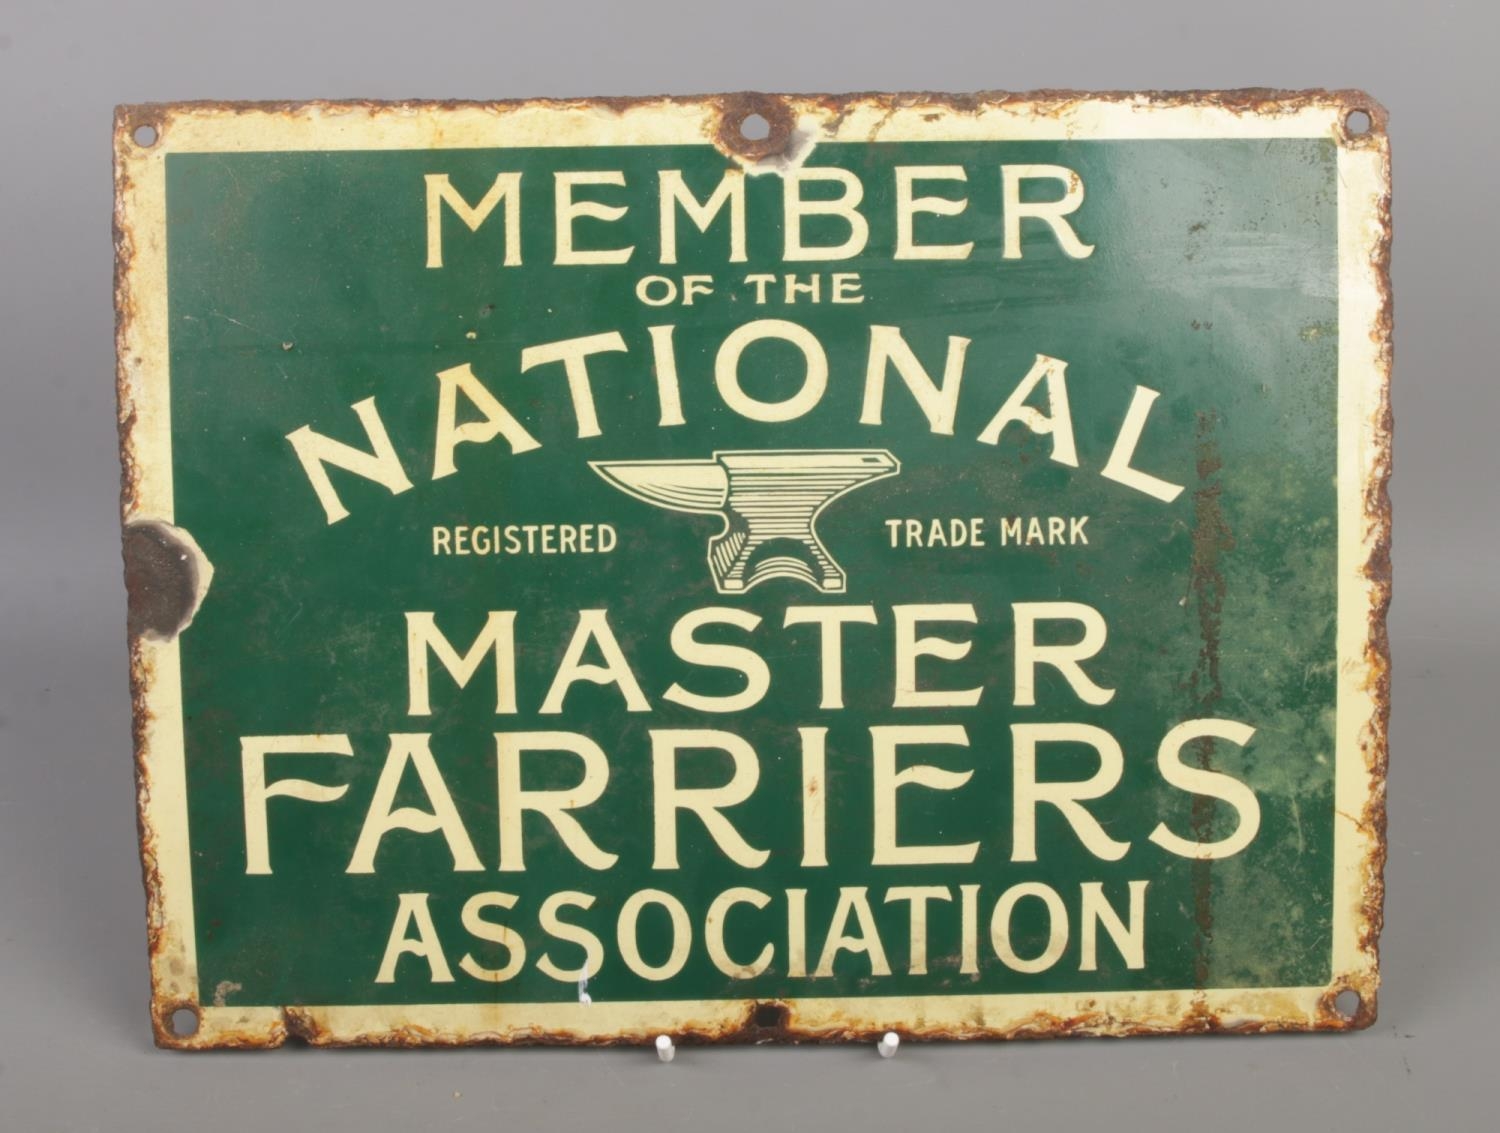 MEMBER
OF THE
NATIONAL
REGISTERED TRADE MARK
MASTER
FARRIERS
ASSOCIATION